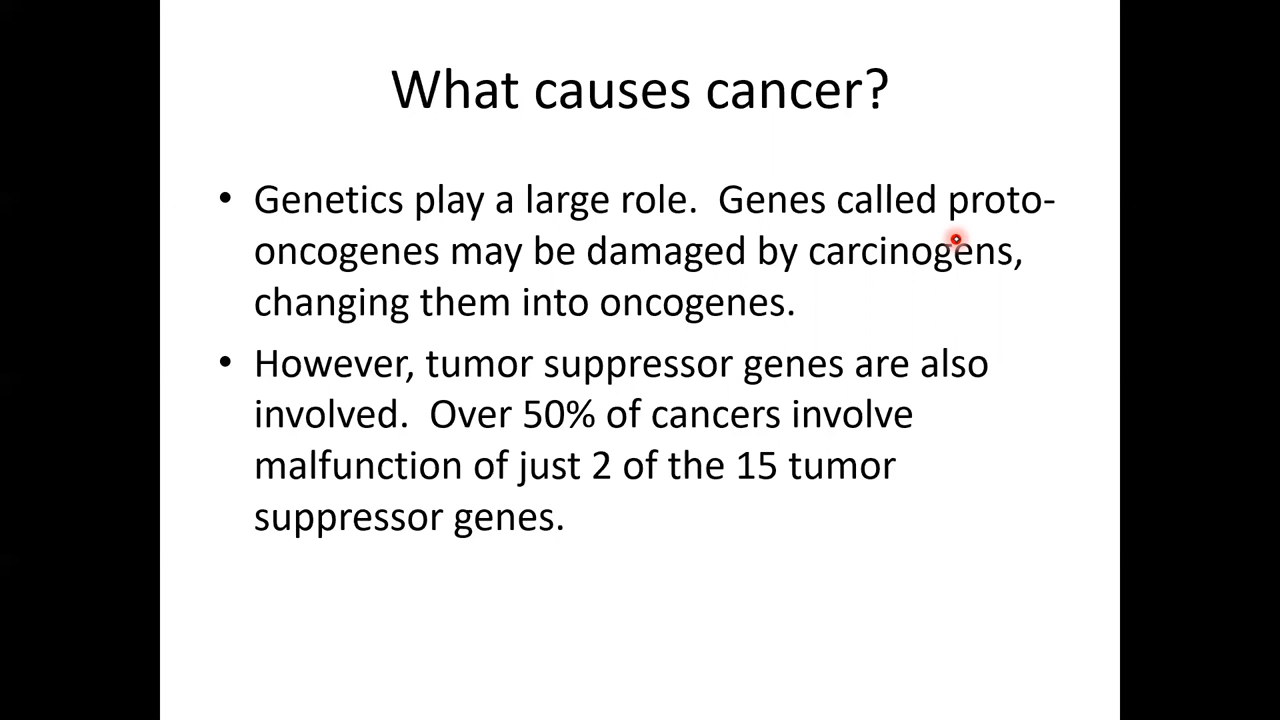 What causes cancer?
• Genetics play a large role.  Genes called proto-
oncogenes may be damaged by carcinogens,
changing them into oncogenes.
• However, tumor suppressor genes are also
involved.  Over 50% of cancers involve
malfunction of just 2 of the 15 tumor
suppressor genes.